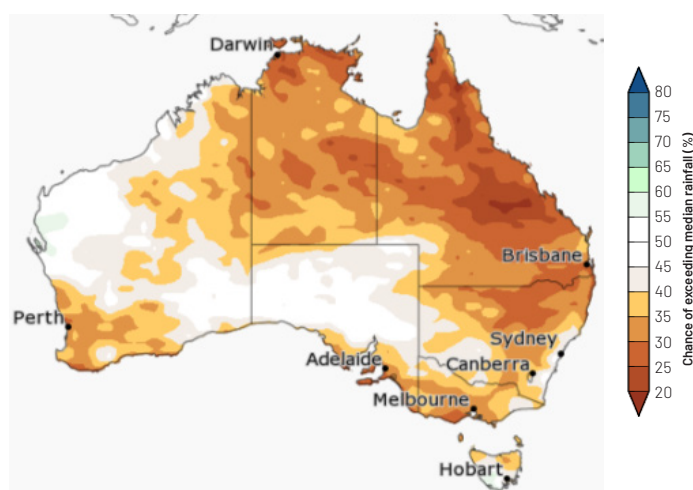 Darwin
Brisbane
Perth
Sydney
Adelaide
Canberra
Melbourne
Hobart
80
75
70
65
60
55
50
45
40
35
30
25
20
Chance of exceeding median rainfall (%)